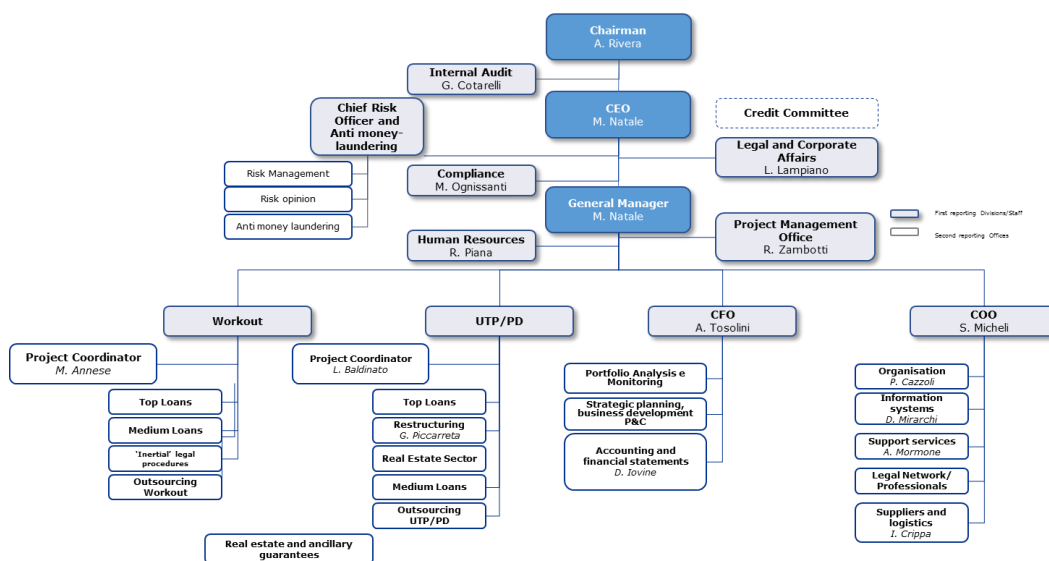 Chairman
A. Rivera
Internal Audit
G. Cotarelli
Chief Risk
Officer and
Anti money-
laundering
CEO
M. Natale
Credit Committee
Legal and Corporate
Affairs
L. Lampiano
Risk Management
Risk opinion
Anti money laundering
Compliance
M. Ognissanti
General Manager
M. Natale
First reporting Divisions/Staff
Second reporting Offices
Human Resources
R. Piana
Project Management
Office
R. Zambotti
Workout
UTP/PD
CFO
A. Tosolini
COO
S. Micheli
Project Coordinator
M. Annese
Top Loans
Medium Loans
'Inertial' legal
procedures
Outsourcing
Workout
Project Coordinator
L. Baldinato
Top Loans
Restructuring
G. Piccarreta
Real Estate Sector
Medium Loans
Outsourcing
UTP/PD
Real estate and ancillary
guarantees
Portfolio Analysis e
Monitoring
Strategic planning,
business development
P&C
Accounting and
financial statements
D. Iovine
Organisation
P. Cazzoli
Information
systems
D. Mirarchi
Support services
A. Mormone
Legal Network/
Professionals
Suppliers and
logistics
I. Crippa